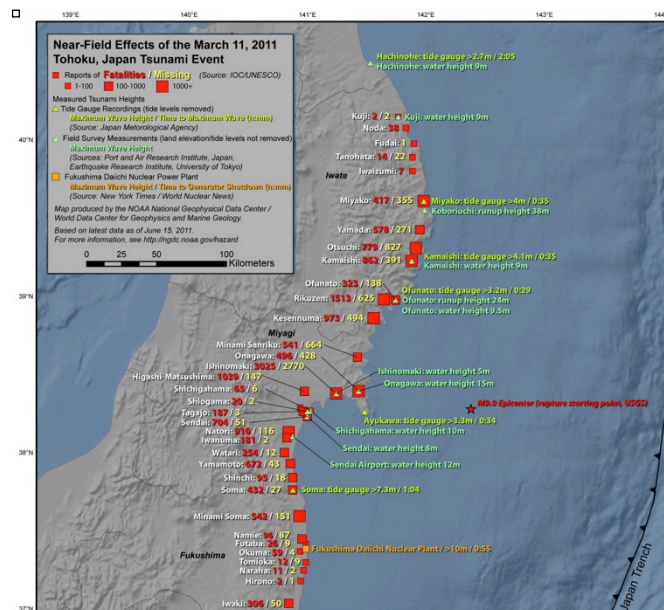 139°E
140°E
141°E
142°E
143°E
Near-Field Effects of the March 11, 2011
Tohoku, Japan Tsunami Event
Reports of Fatalities / Missing (Source: IOC/UNESCO)
1-100 100-1000 1000+
Measured Tsunami Heights
Tide Gauge Recordings (tide levels removed)
Maximum Wave Height / Time to Maximum Wave (h:mm)
(Source: Japan Metorological Agency)
Field Survey Measurements (land elevation/tide levels not removed)
Maximum Wave Height
(Sources: Port and Air Research Institute, Japan,
Earthquake Research Institute,
University of Tokyo)
Fukushima Daiichi Nuclear Power Plant
Maximum Wave Height / Time to Generator Shutdown (h:mm)
(Source: New York Times / World Nuclear News)
Map produced by the NOAA National Geophysical Data Center /
World Data Center for Geophysics and Marine Geology.
Based on latest data as of June 15, 2011.
For more information, see http://ngdc.noaa.gov/hazard
0 25 50 100
Kilometers
Hachinohe: tide gauge >2.7m / 2:05
Hachinohe: water height 9m
Kuji: 2 / 2 Kuji: water height 9m
Noda: 38
40°N
Fudai: 1
Tanohata: 14 / 22
Iwaizumi: 7
Iwate
Miyako: 417 / 355 Miyako: tide gauge >4m / 0:35
Koboriuchi: runup height 38m
Yamada: 578 / 271
Otsuchi: 779 / 827
Kamaishi: tide gauge >4.1m / 0:35
Kamaishi: 862 / 391
Kamaishi: water height 9m
Ofunato: 323 / 138
Ofunato: tide gauge >3.2m / 0:29
39°N
Rikuzen: 1513 / 625 Ofunato: runup height 24m
Ofunato: water height 9.5m
Kesennuma: 973 / 494
Miyagi
Minami Sanriku: 541 / 664
Onagawa: 496 / 428
Ishinomaki: 3025 / 2770
Ishinomaki: water height 5m
Higashi-Matsushima: 1039 / 147
Onagawa: water height 15m
Shichigahama: 65 / 6
Shiogama: 20 / 2
M9.0 Epicenter (rupture starting point, USGS)
Tagajo: 187 / 3
Ayukawa: tide gauge >3.3m / 0:34
Sendai: 704 / 51
Shichigahama: water height 10m
Natori: 910 / 116
Iwanuma: 181 / 2
Sendai: water height 8m
Watari: 254 / 12
38°N
Sendai Airport: water height 12m
Yamamoto: 672 / 43
Shinchi: 95 / 18
Soma: 432 / 27 Soma: tide gauge >7.3m / 1:04
Minami Soma: 542 / 151
Namie: / 87
Futaba: 26 / 9
Fukushima Daiichi Nuclear Plant / >10m / 0:55
Okuma: / 4
Fukushima
Tomioka: 12 / 9
Naraha: 11 / 2
Hirono: 2 / 1
Iwaki: 306 / 50
37°N
Japan Trench